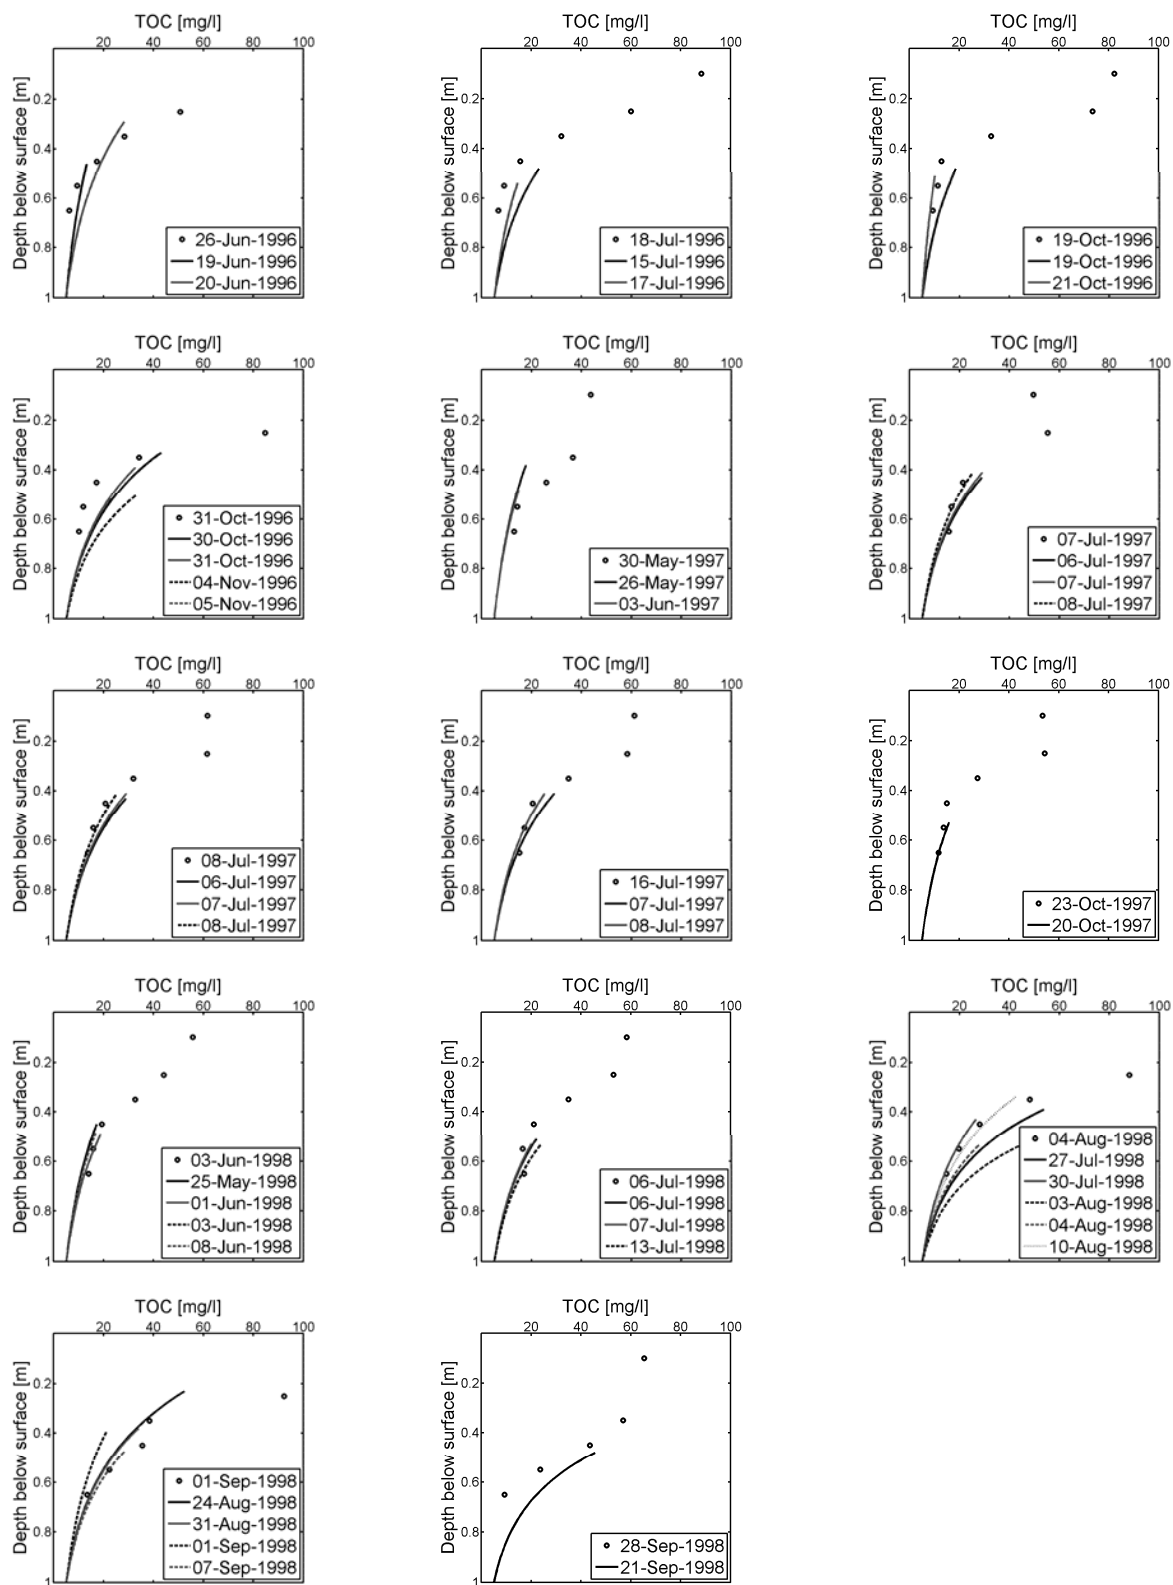 TOC [mg/l]
20 40 60 80 100
Depth below surface [m]
0.2
0.4
0.6
0.8
1
26-Jun-1996
19-Jun-1996
20-Jun-1996
TOC [mg/l]
20 40 60 80 100
Depth below surface [m]
0.2
0.4
0.6
0.8
1
18-Jul-1996
15-Jul-1996
17-Jul-1996
TOC [mg/l]
20 40 60 80 100
Depth below surface [m]
0.2
0.4
0.6
0.8
1
19-Oct-1996
19-Oct-1996
21-Oct-1996
TOC [mg/l]
20 40 60 80 100
Depth below surface [m]
0.2
0.4
0.6
0.8
1
31-Oct-1996
30-Oct-1996
31-Oct-1996
04-Nov-1996
05-Nov-1996
TOC [mg/l]
20 40 60 80 100
Depth below surface [m]
0.2
0.4
0.6
0.8
1
30-May-1997
26-May-1997
03-Jun-1997
TOC [mg/l]
20 40 60 80 100
Depth below surface [m]
0.2
0.4
0.6
0.8
1
07-Jul-1997
06-Jul-1997
07-Jul-1997
08-Jul-1997
TOC [mg/l]
20 40 60 80 100
Depth below surface [m]
0.2
0.4
0.6
0.8
1
08-Jul-1997
06-Jul-1997
07-Jul-1997
08-Jul-1997
TOC [mg/l]
20 40 60 80 100
Depth below surface [m]
0.2
0.4
0.6
0.8
1
16-Jul-1997
07-Jul-1997
08-Jul-1997
TOC [mg/l]
20 40 60 80 100
Depth below surface [m]
0.2
0.4
0.6
0.8
1
23-Oct-1997
20-Oct-1997
TOC [mg/l]
20 40 60 80 100
Depth below surface [m]
0.2
0.4
0.6
0.8
1
03-Jun-1998
25-May-1998
01-Jun-1998
03-Jun-1998
08-Jun-1998
TOC [mg/l]
20 40 60 80 100
Depth below surface [m]
0.2
0.4
0.6
0.8
1
06-Jul-1998
06-Jul-1998
07-Jul-1998
13-Jul-1998
TOC [mg/l]
20 40 60 80 100
Depth below surface [m]
0.2
0.4
0.6
0.8
1
04-Aug-1998
27-Jul-1998
30-Jul-1998
03-Aug-1998
04-Aug-1998
10-Aug-1998
TOC [mg/l]
20 40 60 80 100
Depth below surface [m]
0.2
0.4
0.6
0.8
1
01-Sep-1998
24-Aug-1998
31-Aug-1998
01-Sep-1998
07-Sep-1998
TOC [mg/l]
20 40 60 80 100
Depth below surface [m]
0.2
0.4
0.6
0.8
1
28-Sep-1998
21-Sep-1998